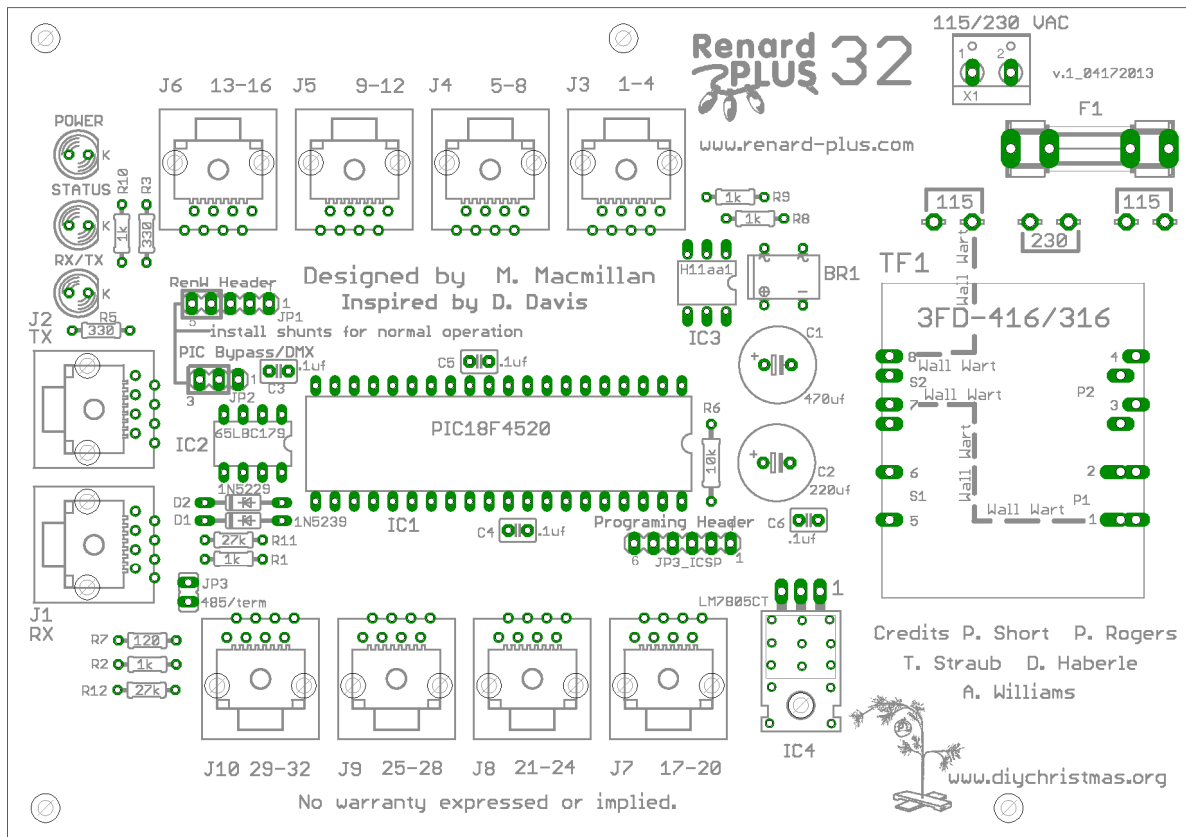 115/230 VAC
Renard
PLUS 32
1 2
X1
v.1_04172013
J6 13-16
J5 9-12
J4 5-8
J3 1-4
F1
POWER
K
www.renard-plus.com
STATUS
R10
R3
K
1k
330
R9
1k
1k
R8
115
230
115
RX/TX
K
Designed by M. Macmillan
Inspired by D. Davis
H11aa1
BR1
TF1
Wall Wart
RenW Header
5
1
JP1
R5
330
J2
TX
install shunts for normal operation
IC3
C1
3FD-416/316
PIC Bypass/DMX
.1uf
C3
C5
.1uf
+
470uf
8
Wall Wart
4
3
1
JP2
S2
7
Wall Wart
P2
3
IC2
65LBC179
PIC18F4520
R6
10k
+
C2
220uf
6
Wall Wart
2
1N5229
D2
D1
1N5239
IC1
S1
P1
5
Wall Wart
1
27k
R11
1k
R1
C4
.1uf
Programing Header
1
6
JP3_ICSP
1
C6
.1uf
JP3
485/term
J1
RX
LM7805CT
1
R7
120
R2
1k
R12
27k
Credits P. Short P. Rogers
T. Straub D. Haberle
A. Williams
IC4
J10 29-32
J9 25-28
J8 21-24
J7 17-20
www.diychristmas.org
No warranty expressed or implied.